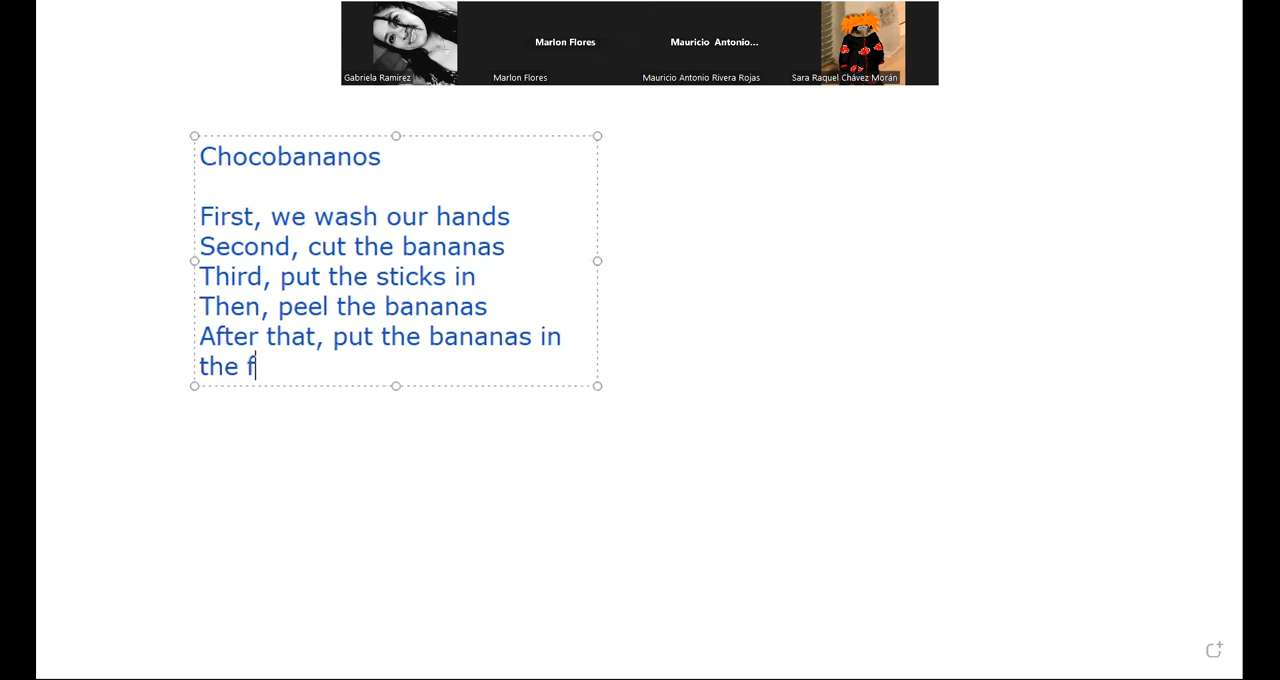 Marlon Flores
Mauricio Antonio...
Gabriela Ramirez
Marlon Flores
Mauricio Antonio Rivera Rojas
Sara Raquel Chávez Morán
Chocobananos
First, we wash our hands
Second, cut the bananas
Third, put the sticks in
Then, peel the bananas
After that, put the bananas in
the f